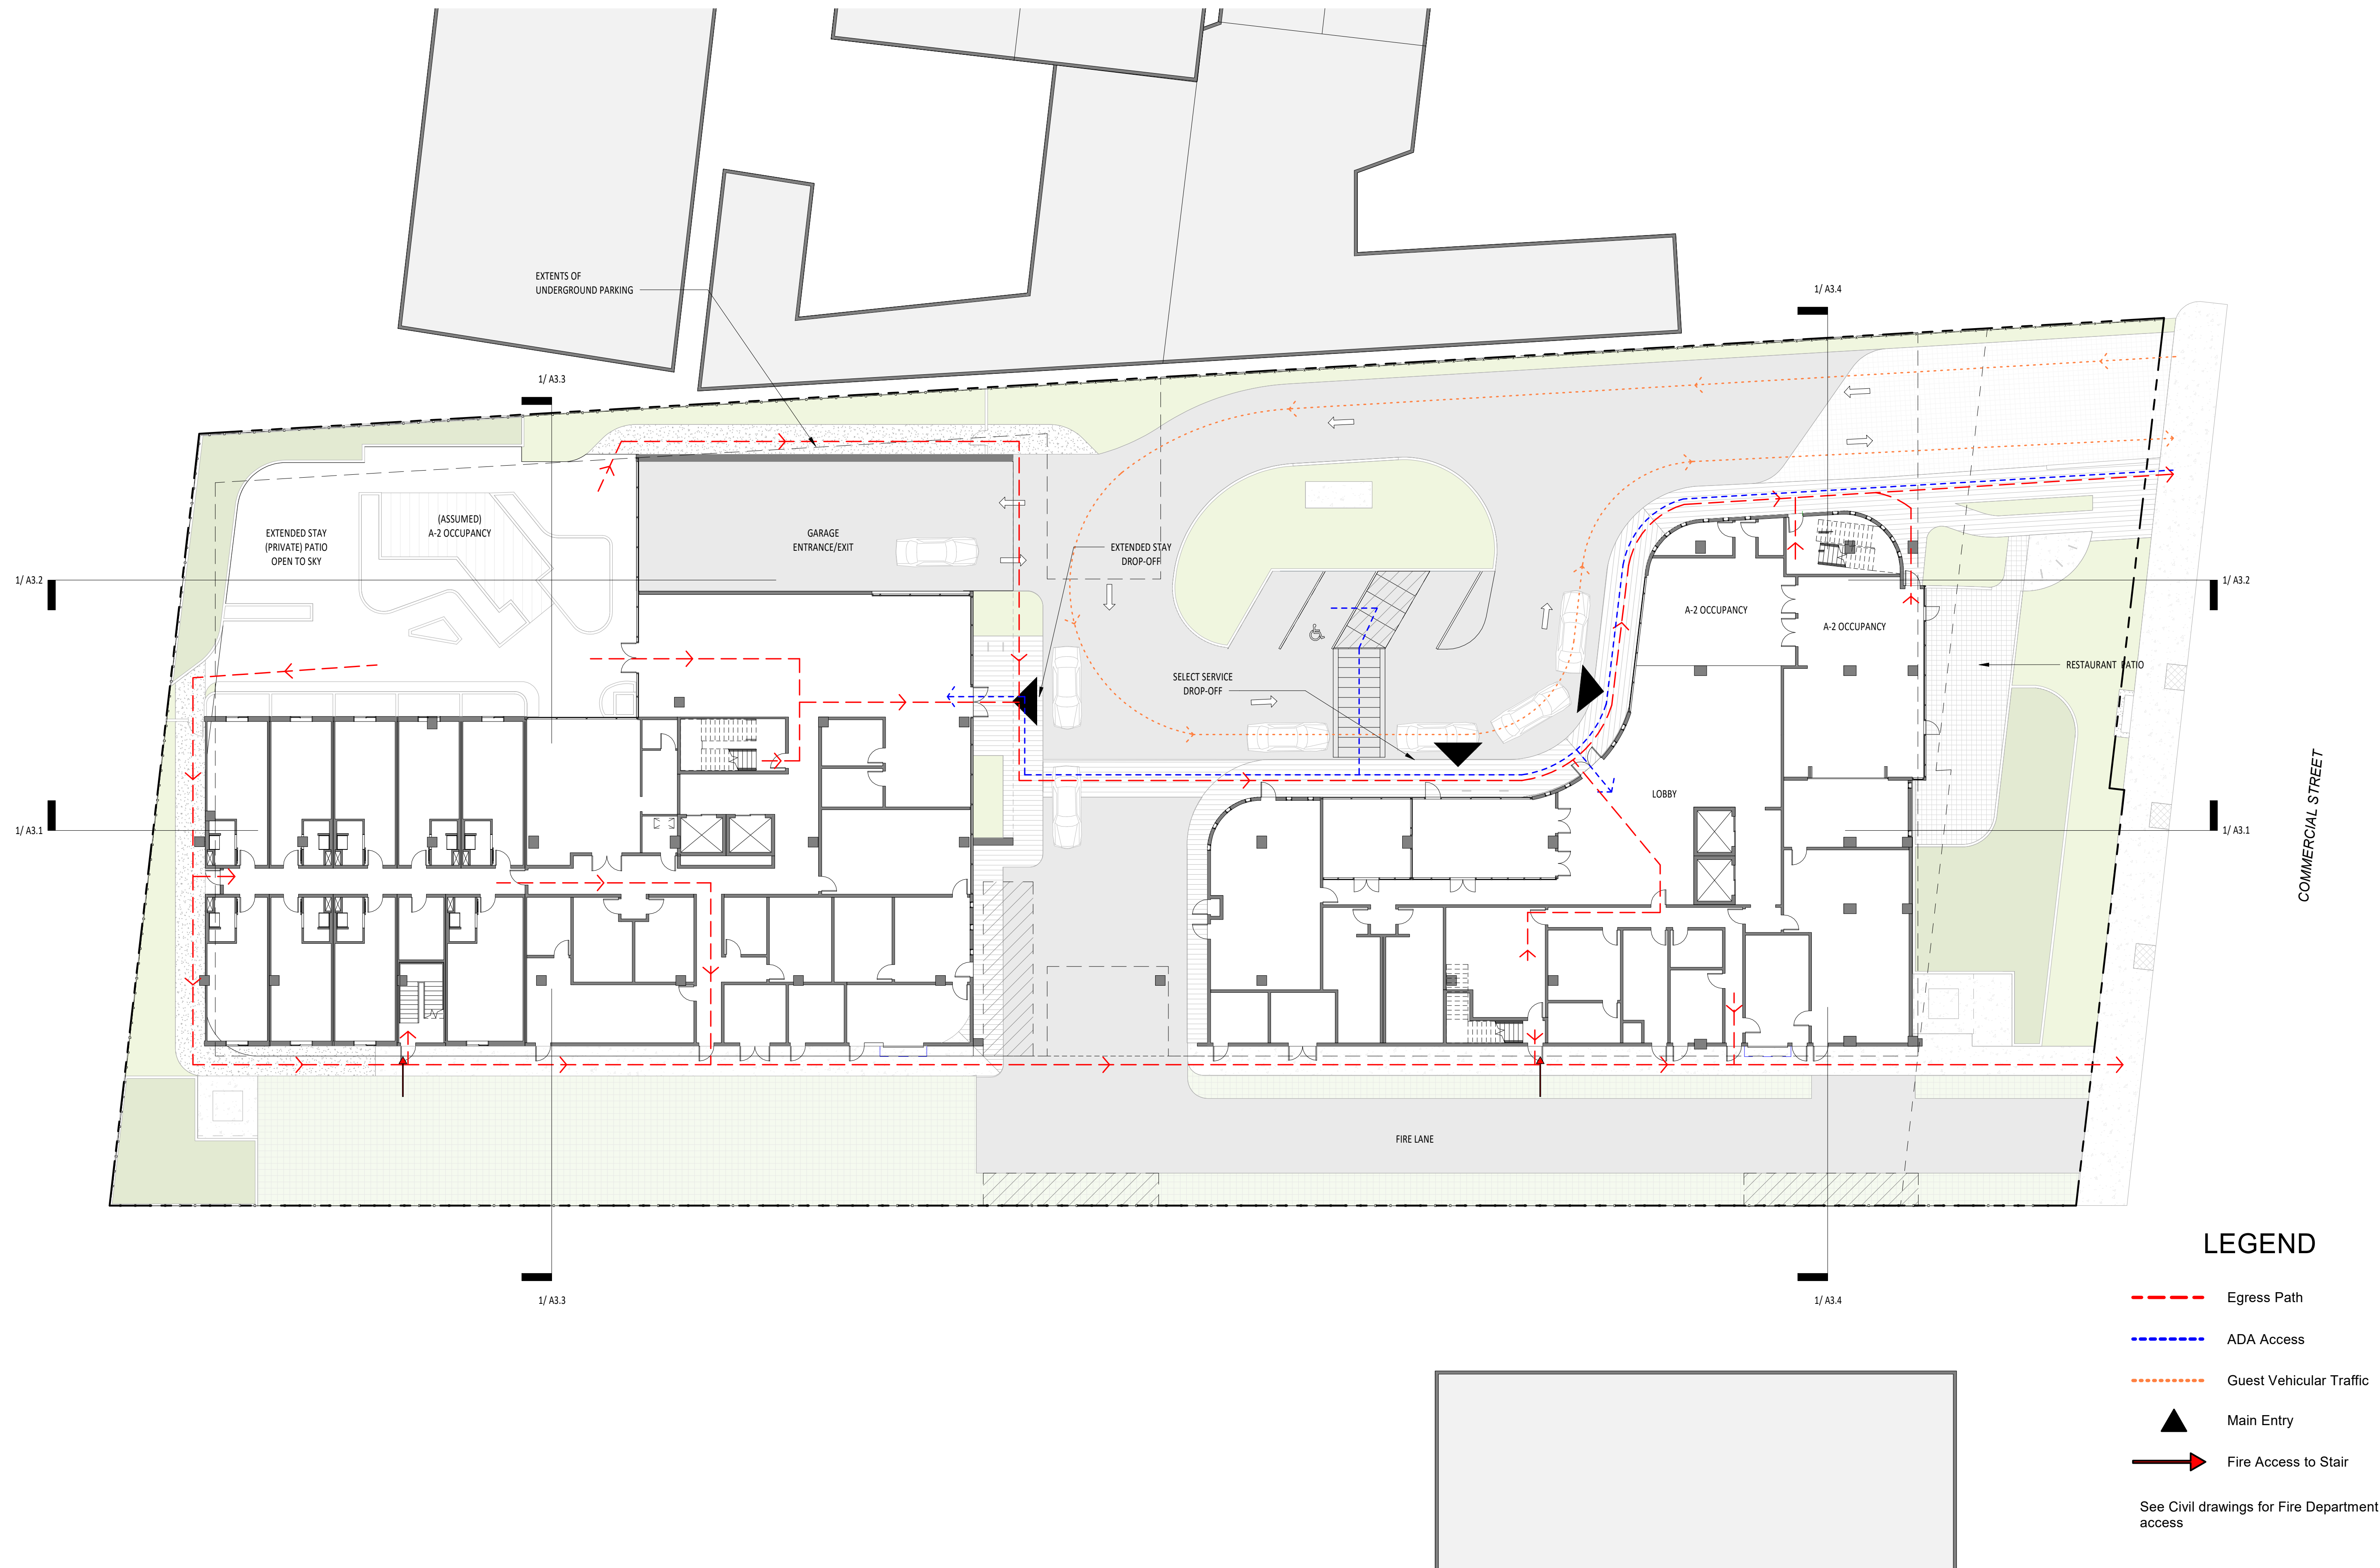 EXTENTS OF
UNDERGROUND PARKING
1/ A3.4
1/ A3.3
EXTENDED STAY
(PRIVATE) PATIO
OPEN TO SKY
(ASSUMED)
A-2 OCCUPANCY
GARAGE
ENTRANCE/EXIT
EXTENDED STAY
DROP-OFF
1/ A3.2
1/ A3.2
A-2 OCCUPANCY
A-2 OCCUPANCY
RESTAURANT PATIO
SELECT SERVICE
DROP-OFF
LOBBY
1/ A3.1
1/ A3.1
COMMERCIAL STREET
FIRE LANE
1/ A3.3
1/ A3.4
LEGEND
Egress Path
ADA Access
Guest Vehicular Traffic
Main Entry
Fire Access to Stair
See Civil drawings for Fire Department
access